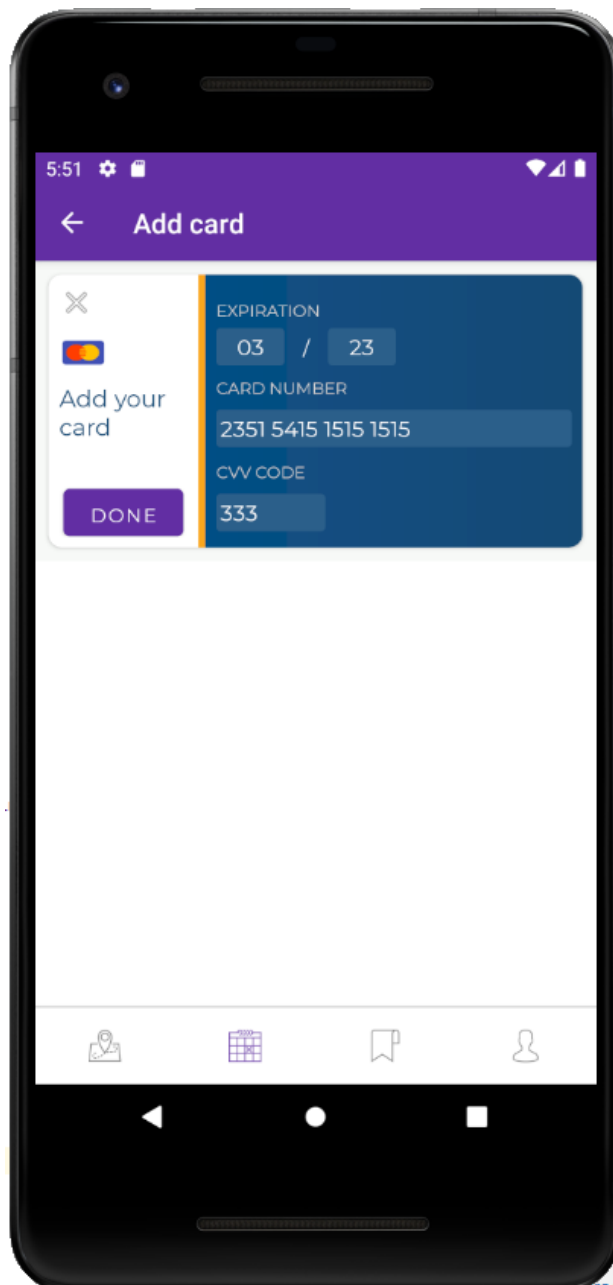 5:51
Add card
Add your
card
DONE
EXPIRATION
03 / 23
CARD NUMBER
2351 5415 1515 1515
CVV CODE
333